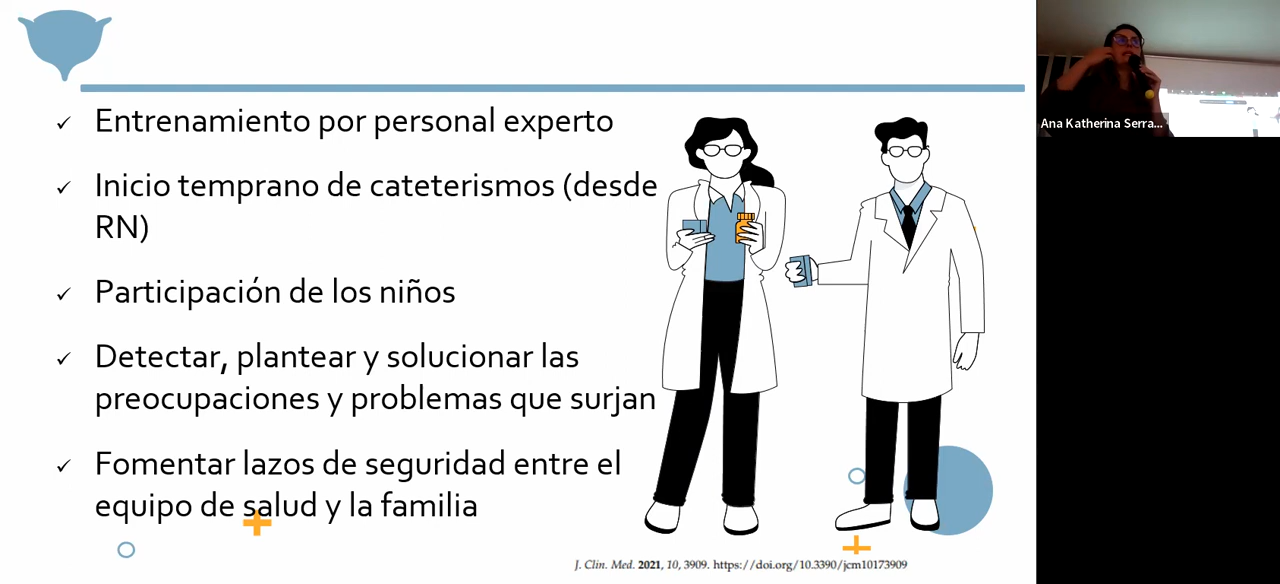 Entrenamiento por personal experto
Inicio temprano de cateterismos (desde
RN)
Participación de los niños
Detectar, plantear y solucionar las
preocupaciones y problemas que surjan
Fomentar lazos de seguridad entre el
equipo de salud y la familia
J. Clin. Med. 2021, 10, 3909. https://doi.org/10.3390/jcm10173909
Ana Katherina Serra...